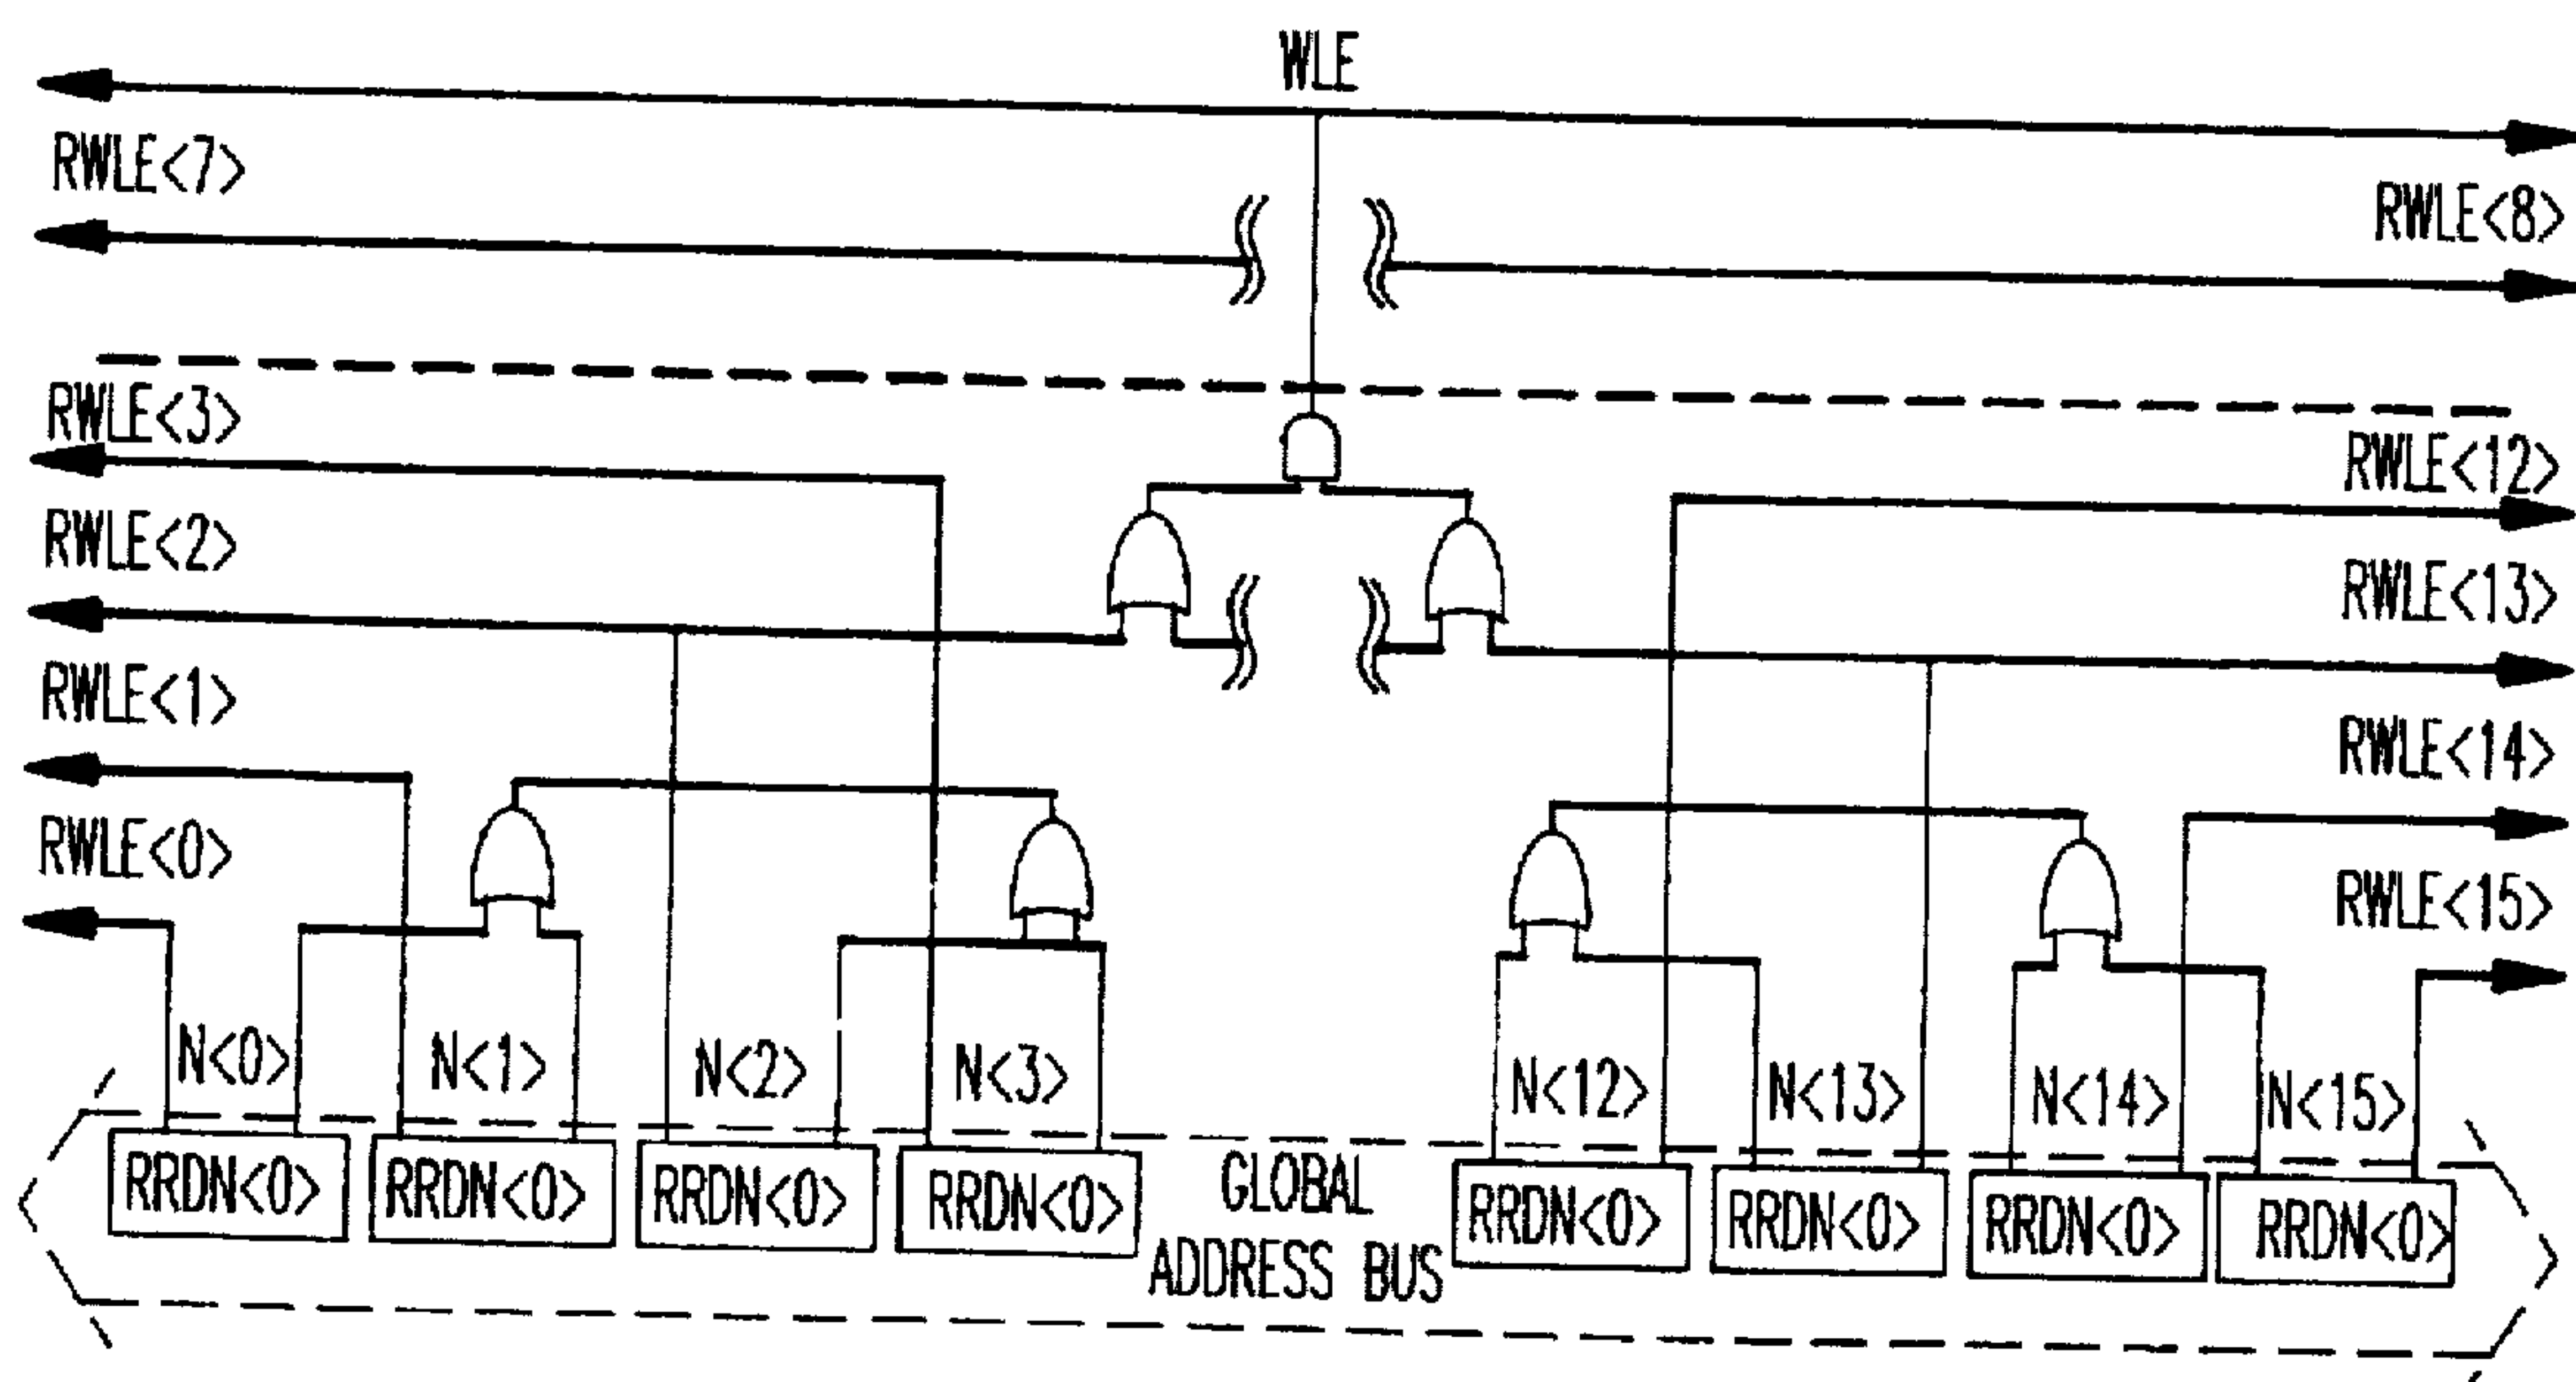 WLE
RWLE<7>
RWLE<8>
RWLE<3>
RWLE<12>
RWLE<2>
RWLE<13>
RWLE<1>
RWLE<14>
RWLE<0>
RWLE<15>
N<0> N<1> N<2> N<3> N<12> N<13> N<14> N<15>
RRDN<0> RRDN<0> RRDN<0> RRDN<0> RRDN<0> RRDN<0> RRDN<0> RRDN<0>
GLOBAL
ADDRESS BUS